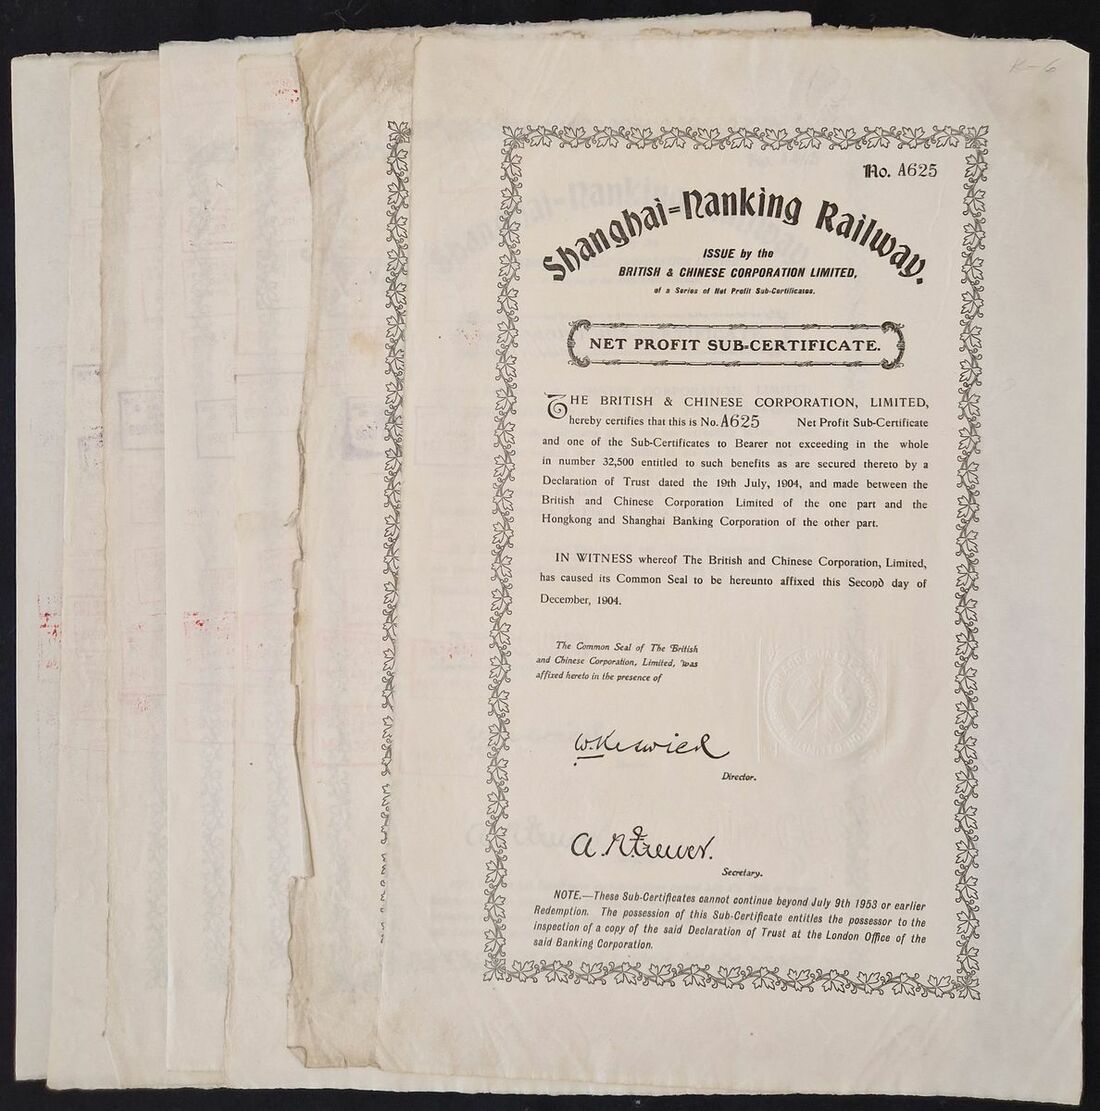 K-6
No. A625
Shanghai=Nanking Railway.
ISSUE by the
BRITISH & CHINESE CORPORATION LIMITED,
of a Series of Net Profit Sub-Certificates.
NET PROFIT SUB-CERTIFICATE.
THE BRITISH & CHINESE CORPORATION, LIMITED,
hereby certifies that this is No. A625 Net Profit Sub-Certificate
and one of the Sub-Certificates to Bearer not exceeding in the whole
in number 32,500 entitled to such benefits as are secured thereto by a
Declaration of Trust dated the 19th July, 1904, and made between the
British and Chinese Corporation Limited of the one part and the
Hongkong and Shanghai Banking Corporation of the other part.
IN WITNESS whereof The British and Chinese Corporation, Limited,
has caused its Common Seal to be hereunto affixed this Second day of
December, 1904.
The Common Seal of The British
and Chinese Corporation, Limited, was
affixed hereto in the presence of
W Keswick
Director.
Secretary.
NOTE.—These Sub-Certificates cannot continue beyond July 9th 1953 or earlier
Redemption. The possession of this Sub-Certificate entitles the possessor to the
inspection of a copy of the said Declaration of Trust at the London Office of the
said Banking Corporation.